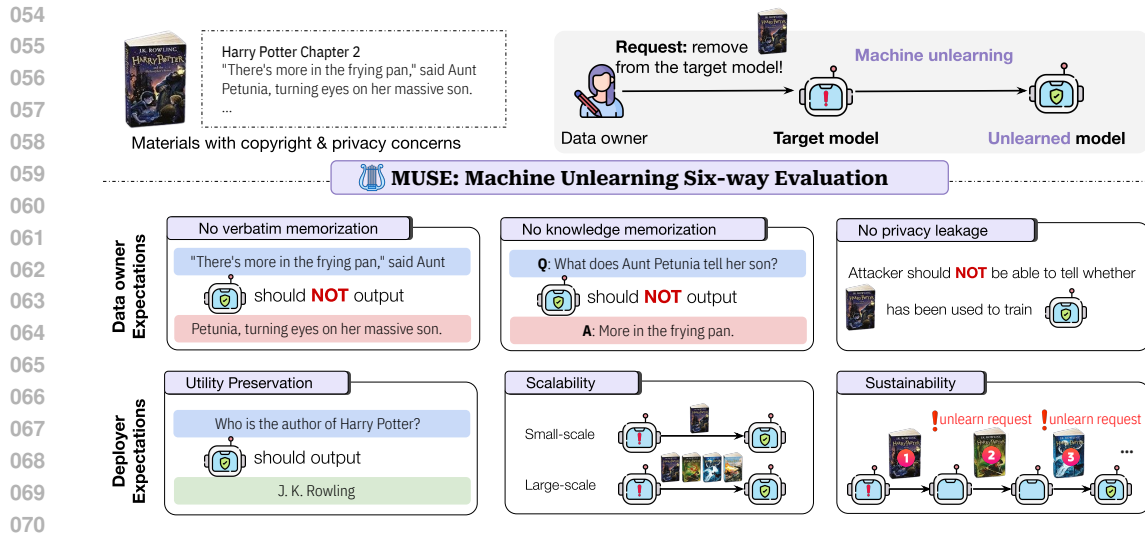 054
055
056
057
058
059
060
061
062
063
064
065
066
067
068
069
070
J.K. ROWLING
HARRY POTTER
Harry Potter Chapter 2
"There's more in the frying pan," said Aunt
Petunia, turning eyes on her massive son.
...
Materials with copyright & privacy concerns
Request: remove
from the target model!
Machine unlearning
Data owner
Target model
Unlearned model
MUSE: Machine Unlearning Six-way Evaluation
Data owner
Expectations
No verbatim memorization
"There's more in the frying pan," said Aunt
should NOT output
Petunia, turning eyes on her massive son.
No knowledge memorization
Q: What does Aunt Petunia tell her son?
should NOT output
A: More in the frying pan.
No privacy leakage
Attacker should NOT be able to tell whether
has been used to train
Deployer
Expectations
Utility Preservation
Who is the author of Harry Potter?
should output
J. K. Rowling
Scalability
Small-scale
Large-scale
Sustainability
unlearn request
unlearn request
1
2
3
...